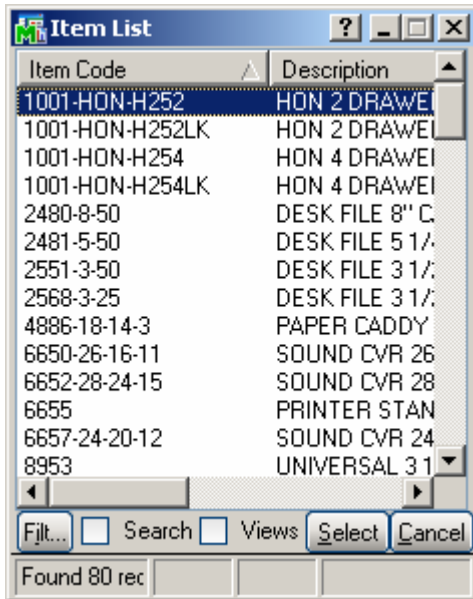 Item List
Item Code Description
1001-HON-H252 HON 2 DRAWE
1001-HON-H252LK HON 2 DRAWE
1001-HON-H254 HON 4 DRAWE
1001-HON-H254LK HON 4 DRAWE
2480-8-50 DESK FILE 8" C
2481-5-50 DESK FILE 5 1/
2551-3-50 DESK FILE 3 1/
2568-3-25 DESK FILE 3 1/
4886-18-14-3 PAPER CADDY
6650-26-16-11 SOUND CVR 26
6652-28-24-15 SOUND CVR 28
6655 PRINTER STAN
6657-24-20-12 SOUND CVR 24
8953 UNIVERSAL 3 1
Filt... Search Views Select Cancel
Found 80 rec